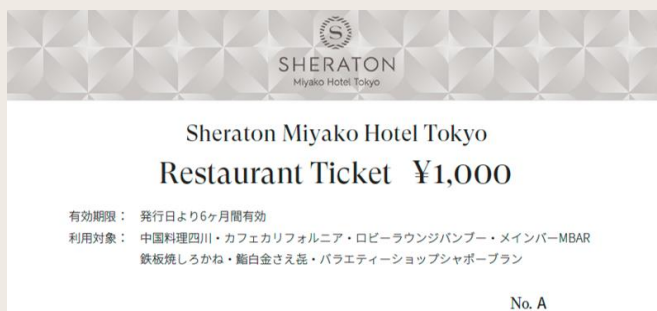 S
SHERATON
Miyako Hotel Tokyo
Sheraton Miyako Hotel Tokyo
Restaurant Ticket ¥1,000
有効期限： 発行日より6ヶ月間有効
利用対象： 中国料理四川・カフェカリフォルニア・ロビーラウンジバンブー・メインバーMBAR
鉄板焼しろかね・鮨白金さえ㐂・バラエティーショップシャポーブラン
No. A